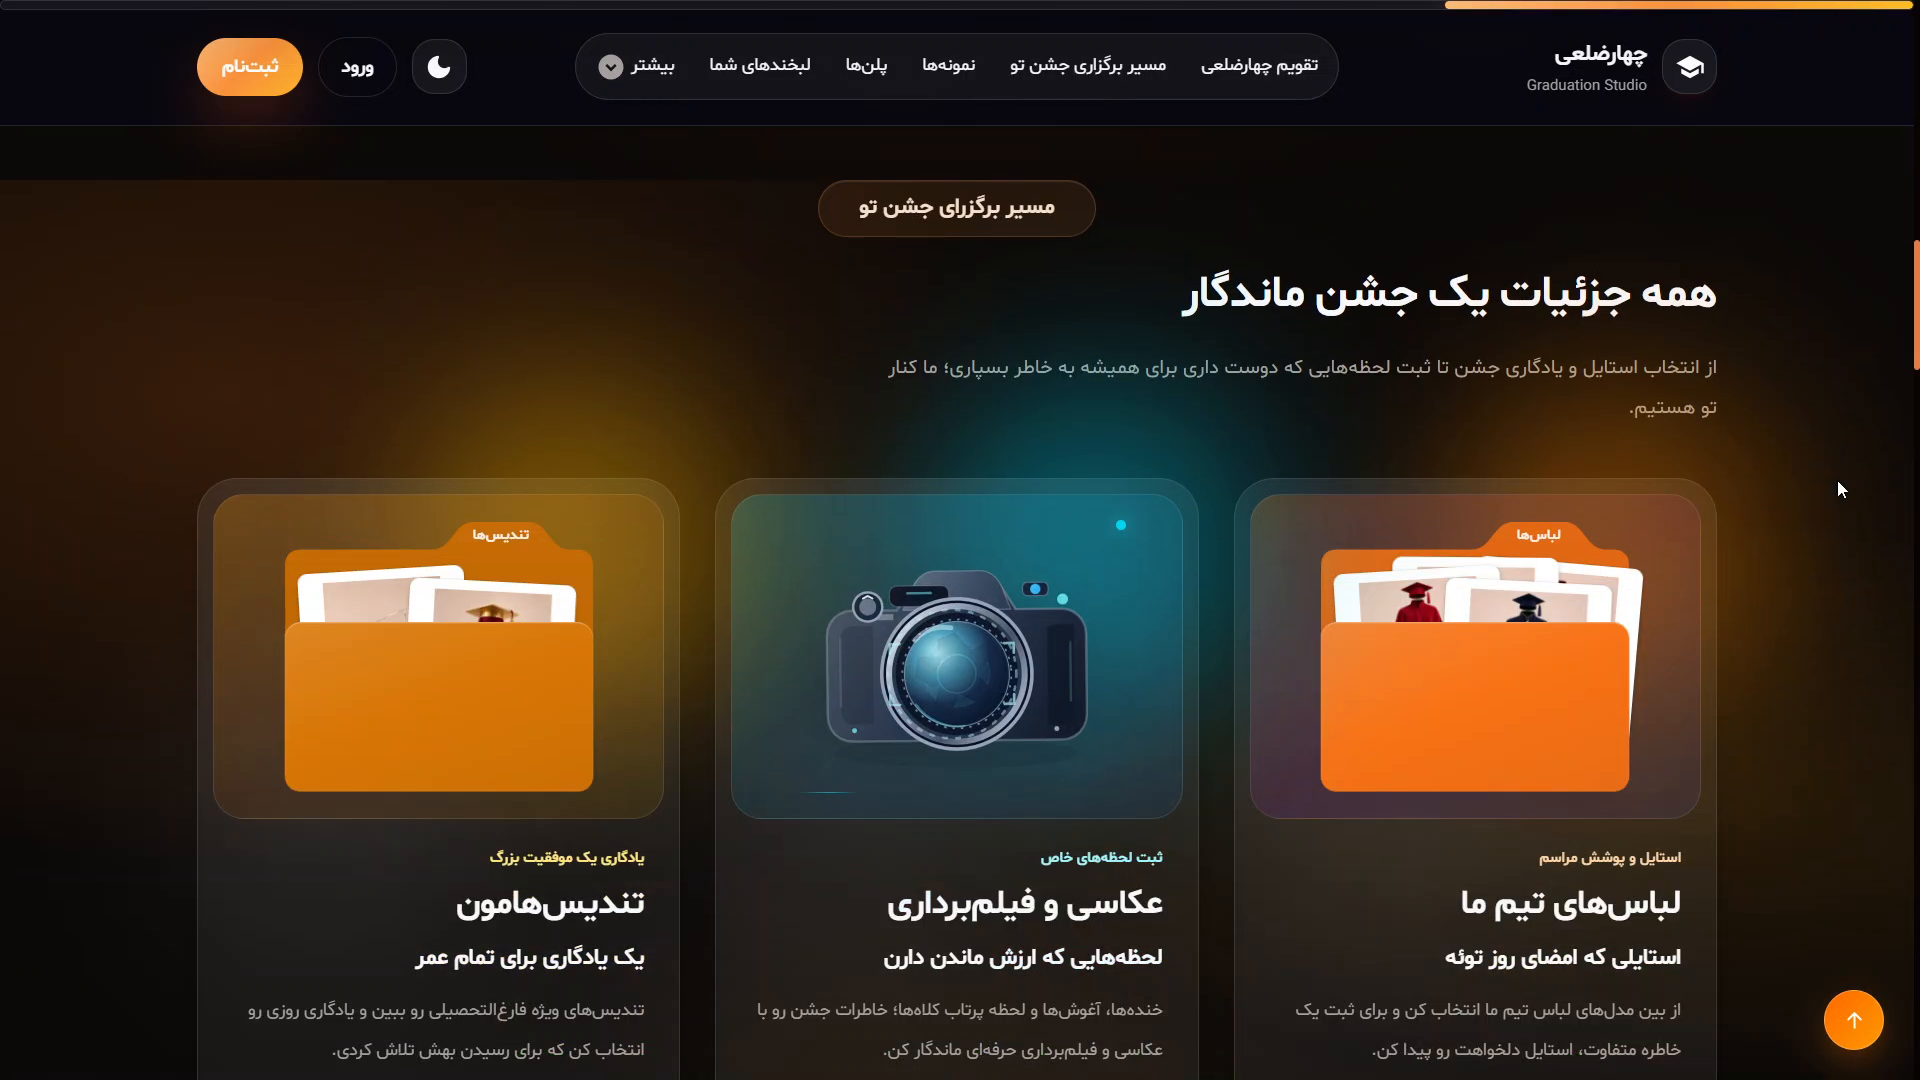 چهارضلعی
Graduation Studio
تقویم چهارضلعی
مسیر برگزاری جشن تو
نمونه‌ها
پلن‌ها
لبخندهای شما
بیشتر
ورود
ثبت‌نام
مسیر برگزرای جشن تو
همه جزئیات یک جشن ماندگار
از انتخاب استایل و یادگاری جشن تا ثبت لحظه‌هایی که دوست داری برای همیشه به خاطر بسپاری؛ ما کنار
تو هستیم.
لباس‌ها
استایل و پوشش مراسم
لباس‌های تیم ما
استایلی که امضای روز توئه
از بین مدل‌های لباس تیم ما انتخاب کن و برای ثبت یک
خاطره متفاوت، استایل دلخواهت رو پیدا کن.
ثبت لحظه‌های خاص
عکاسی و فیلم‌برداری
لحظه‌هایی که ارزش ماندن دارن
خنده‌ها، آغوش‌ها و لحظه پرتاب کلاه‌ها؛ خاطرات جشن رو با
عکاسی و فیلم‌برداری حرفه‌ای ماندگار کن.
تندیس‌ها
یادگاری یک موفقیت بزرگ
تندیس‌هامون
یک یادگاری برای تمام عمر
تندیس‌های ویژه فارغ‌التحصیلی رو ببین و یادگاری روزی رو
انتخاب کن که برای رسیدن بهش تلاش کردی.